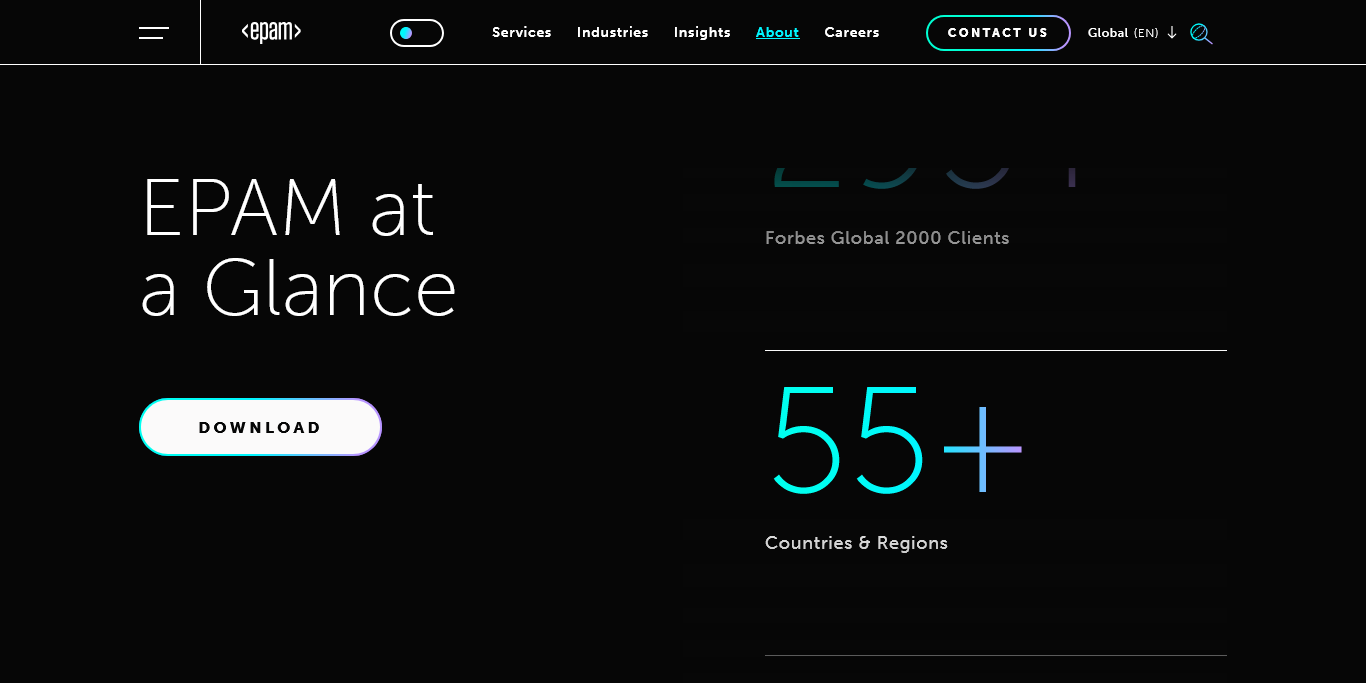 <epam>
Services
Industries
Insights
About
Careers
CONTACT US
Global (EN)
EPAM at
a Glance
DOWNLOAD
Forbes Global 2000 Clients
55+
Countries & Regions